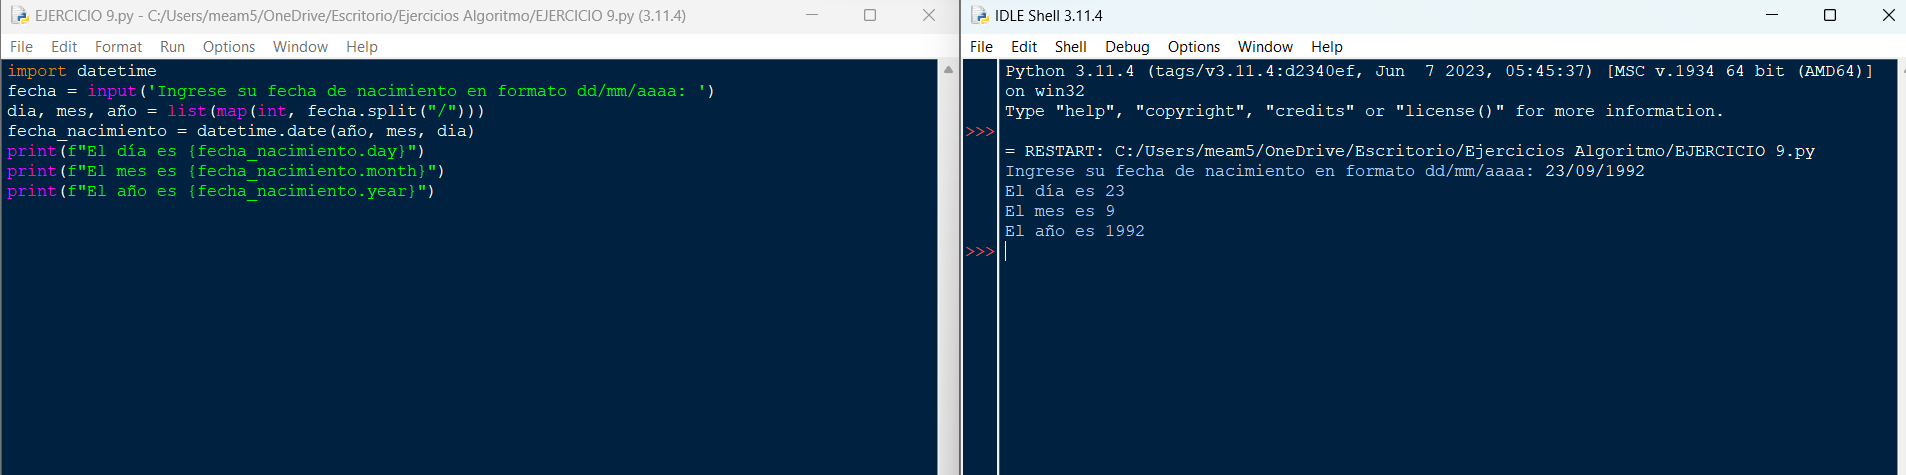 EJERCICIO 9.py - C:/Users/meam5/OneDrive/Escritorio/Ejercicios Algoritmo/EJERCICIO 9.py (3.11.4)
File Edit Format Run Options Window Help
import datetime
fecha = input('Ingrese su fecha de nacimiento en formato dd/mm/aaaa: ')
dia, mes, año = list(map(int, fecha.split("/")))
fecha_nacimiento = datetime.date(año, mes, dia)
print(f"El día es {fecha_nacimiento.day}")
print(f"El mes es {fecha_nacimiento.month}")
print(f"El año es {fecha_nacimiento.year}")
IDLE Shell 3.11.4
File Edit Shell Debug Options Window Help
Python 3.11.4 (tags/v3.11.4:d2340ef, Jun  7 2023, 05:45:37) [MSC v.1934 64 bit (AMD64)]
on win32
Type "help", "copyright", "credits" or "license()" for more information.
>>>
= RESTART: C:/Users/meam5/OneDrive/Escritorio/Ejercicios Algoritmo/EJERCICIO 9.py
Ingrese su fecha de nacimiento en formato dd/mm/aaaa: 23/09/1992
El día es 23
El mes es 9
El año es 1992
>>>